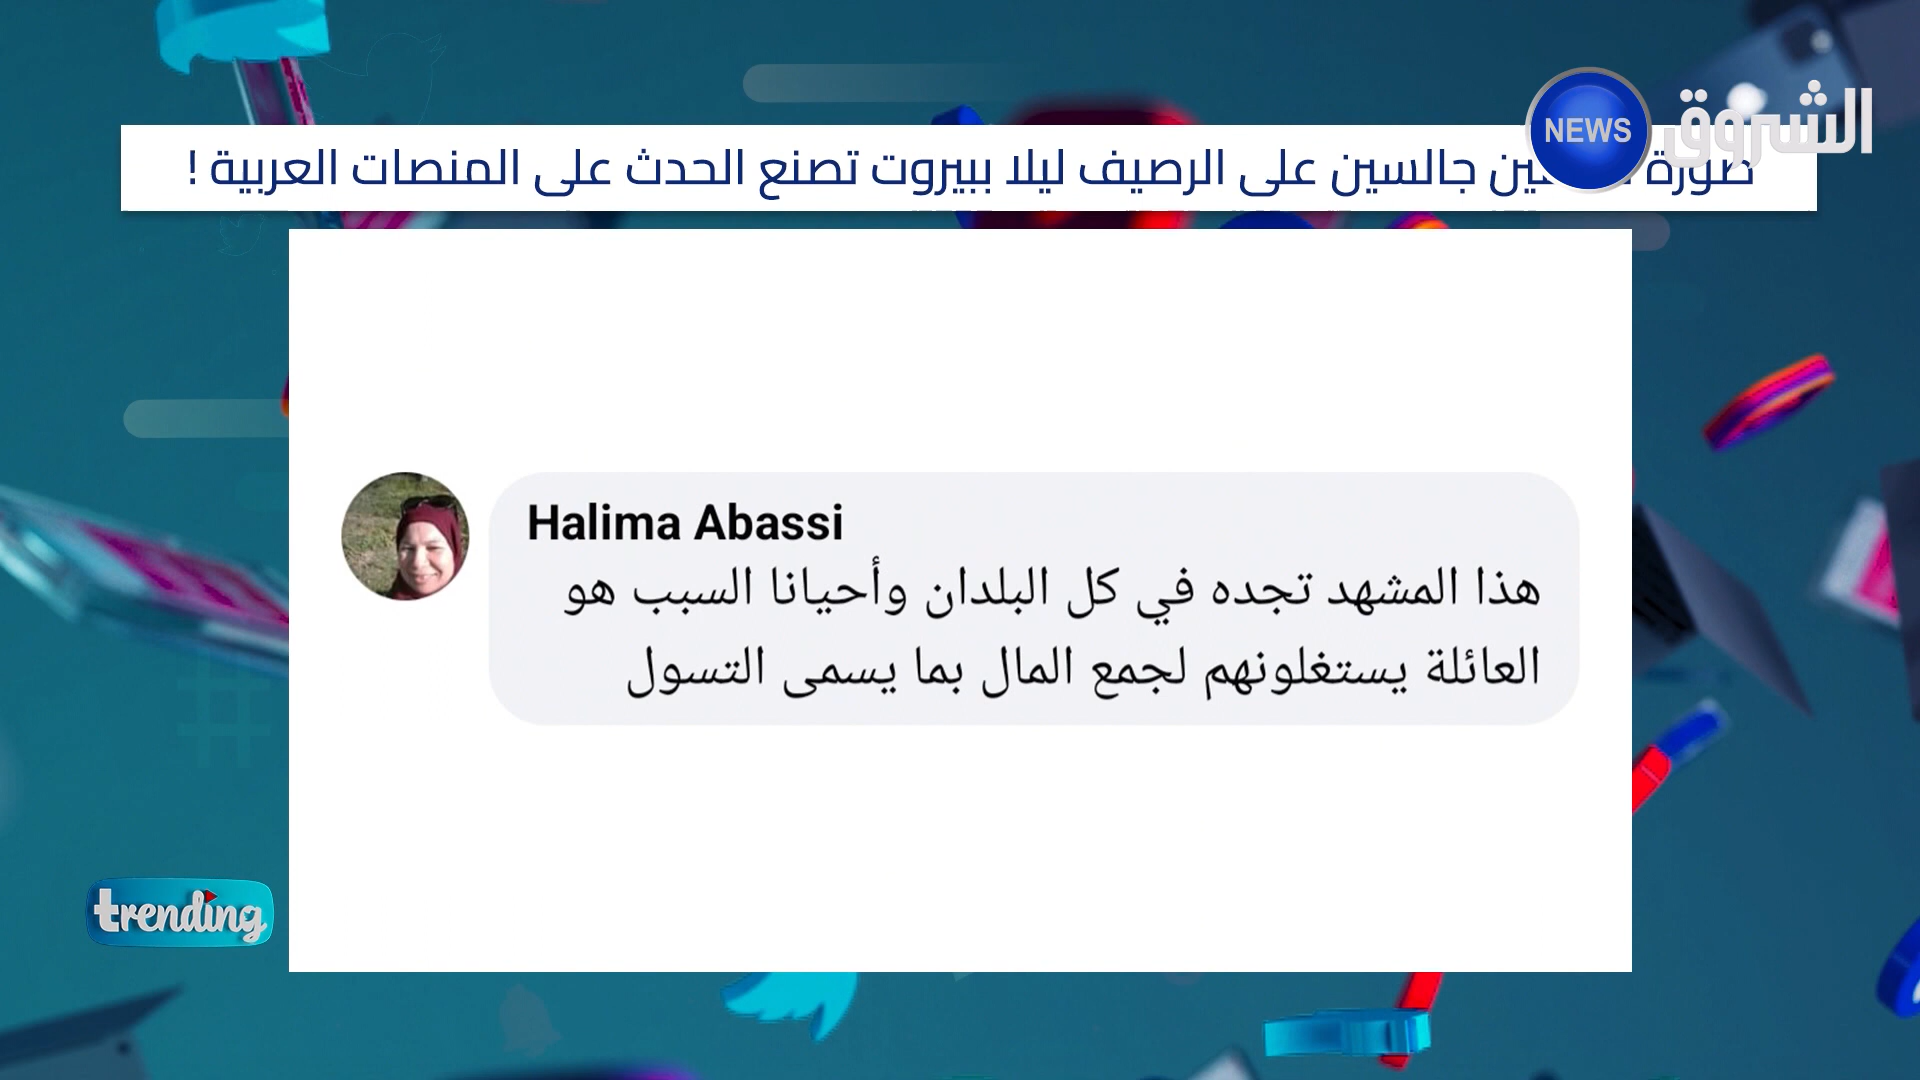 الشروق
NEWS
صورة جالسين على الرصيف ليلا ببيروت تصنع الحدث على المنصات العربية !
Halima Abassi
هذا المشهد تجده في كل البلدان وأحيانا السبب هو
العائلة يستغلونهم لجمع المال بما يسمى التسول
trending